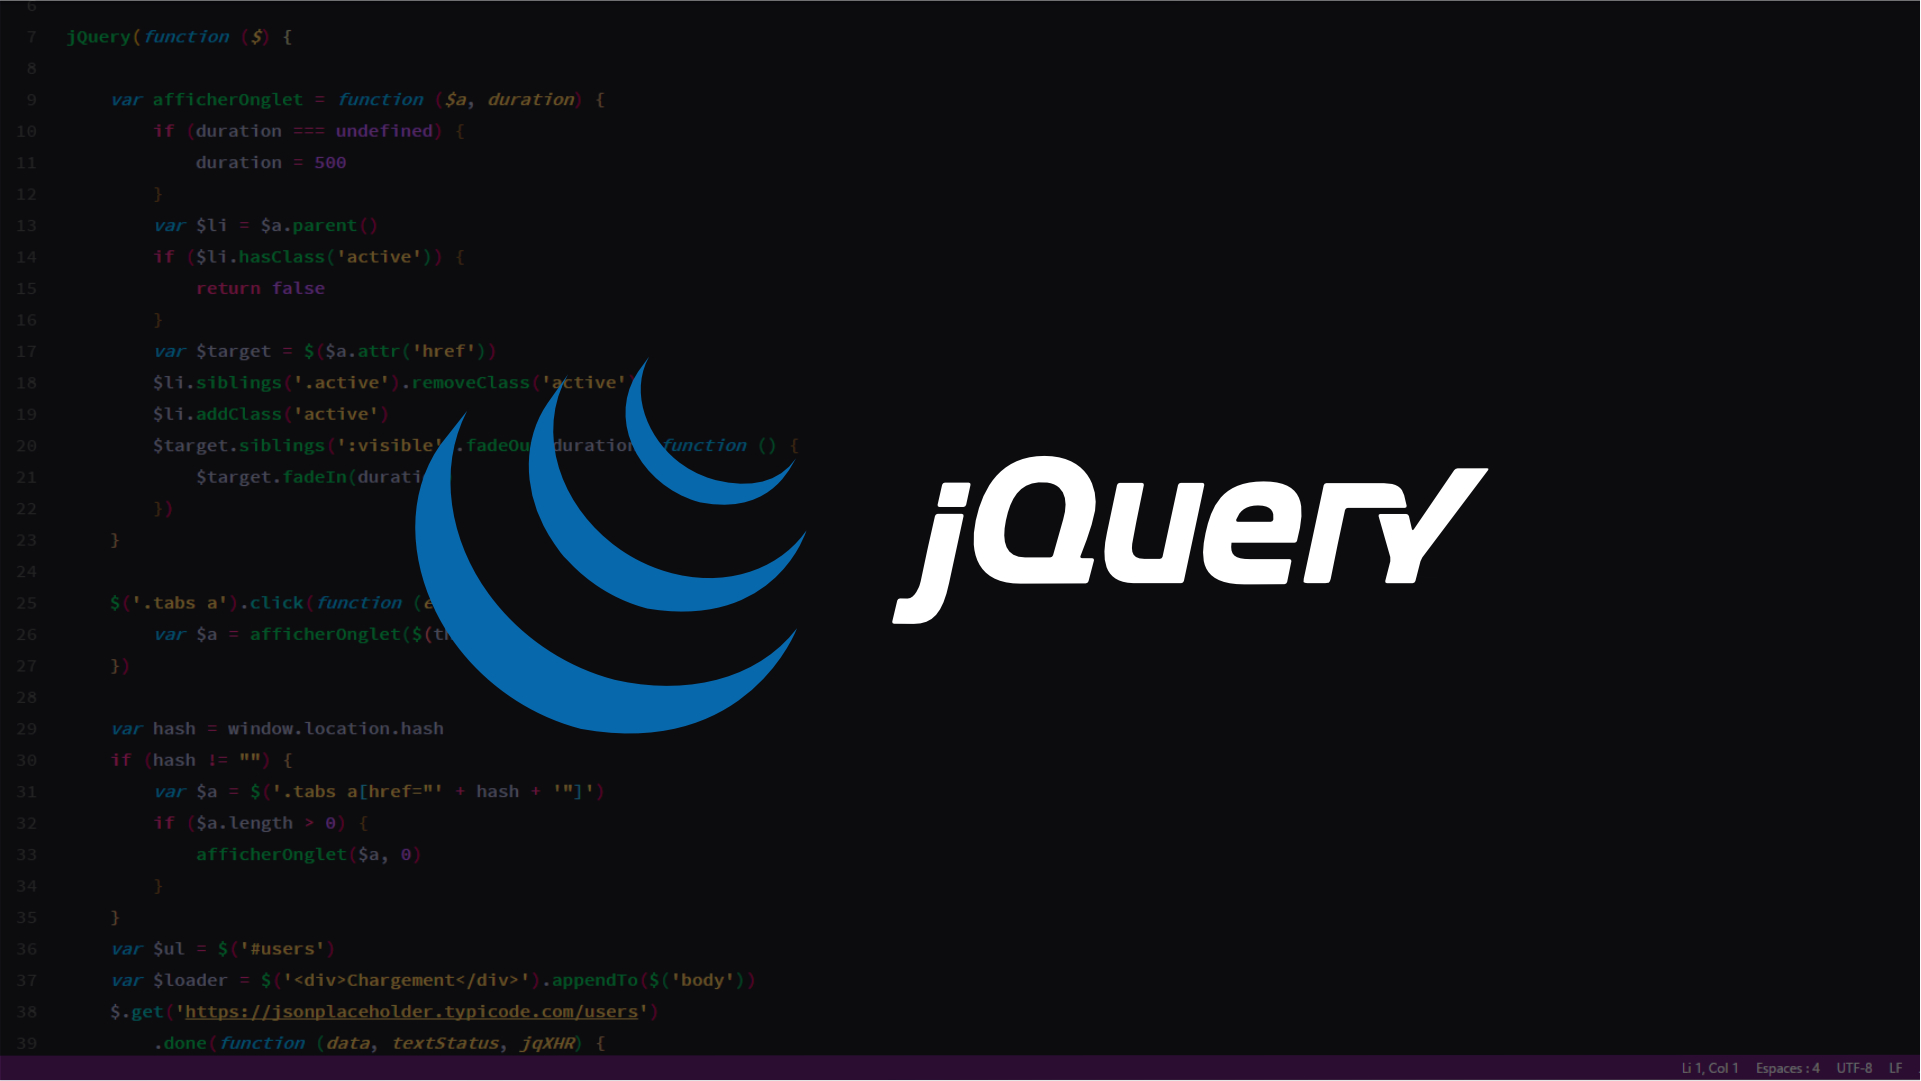 6
7 jQuery(function ($) {
8
9 var afficherOnglet = function ($a, duration) {
10 if (duration === undefined) {
11 duration = 500
12 }
13 var $li = $a.parent()
14 if ($li.hasClass('active')) {
15 return false
16 }
17 var $target = $($a.attr('href'))
18 $li.siblings('.active').removeClass('active')
19 $li.addClass('active')
20 $target.siblings(':visible' .fadeOu duration function () {
21 $target.fadeIn(durati
22 })
23 }
24
25 $('.tabs a').click(function (e
26 var $a = afficherOnglet($(th
27 })
28
29 var hash = window.location.hash
30 if (hash != "") {
31 var $a = $('.tabs a[href="' + hash + '"]')
32 if ($a.length > 0) {
33 afficherOnglet($a, 0)
34 }
35 }
36 var $ul = $('#users')
37 var $loader = $('<div>Chargement</div>').appendTo($('body'))
38 $.get('https://jsonplaceholder.typicode.com/users')
39 .done(function (data, textStatus, jqXHR) {
jQuery
Li 1, Col 1 Espaces : 4 UTF-8 LF